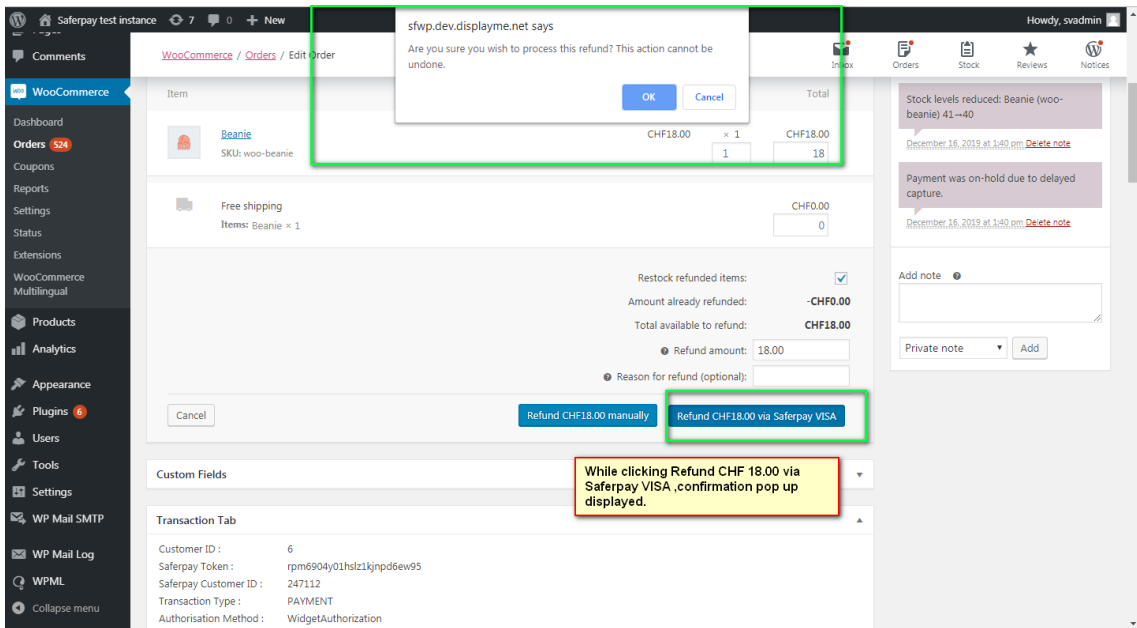 Saferpay test instance 7 0 + New
Howdy, svadmin
Comments
WooCommerce
Dashboard
Orders 524
Coupons
Reports
Settings
Status
Extensions
WooCommerce
Multilingual
Products
Analytics
Appearance
Plugins 6
Users
Tools
Settings
WP Mail SMTP
WP Mail Log
WPML
Collapse menu
WooCommerce / Orders / Edit Order
Inbox
Orders
Stock
Reviews
Notices
sfwp.dev.displayme.net says
Are you sure you wish to process this refund? This action cannot be
undone.
OK Cancel
Item Total
Beanie CHF18.00 × 1 CHF18.00
SKU: woo-beanie 1 18
Free shipping CHF0.00
Items: Beanie × 1 0
Restock refunded items:
Amount already refunded: -CHF0.00
Total available to refund: CHF18.00
Refund amount: 18.00
Reason for refund (optional):
Cancel Refund CHF18.00 manually Refund CHF18.00 via Saferpay VISA
While clicking Refund CHF 18.00 via
Saferpay VISA ,confirmation pop up
displayed.
Custom Fields
Transaction Tab
Customer ID : 6
Saferpay Token : rpm6904y01hslz1kjnpd6ew95
Saferpay Customer ID : 247112
Transaction Type : PAYMENT
Authorisation Method : WidgetAuthorization
Stock levels reduced: Beanie (woo-
beanie) 41→40
December 16, 2019 at 1:40 pm Delete note
Payment was on-hold due to delayed
capture.
December 16, 2019 at 1:40 pm Delete note
Add note
Private note Add